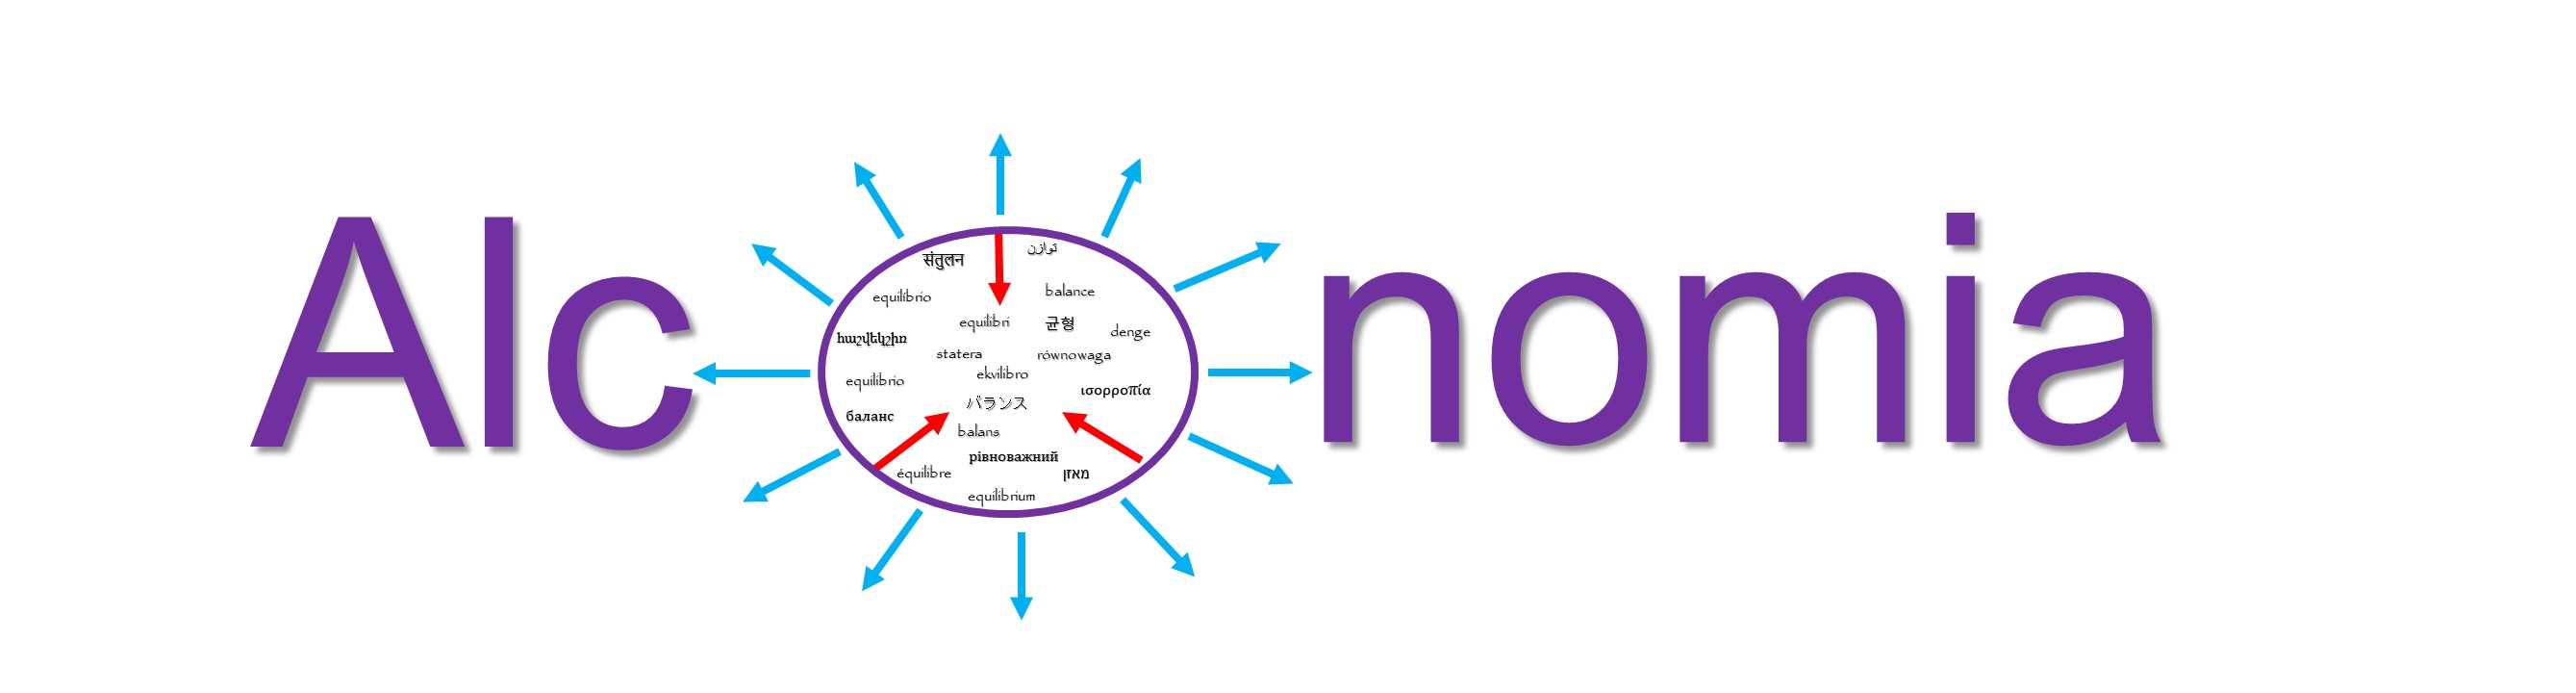 Alc nomia
संतुलन
توازن
equilibrio
balance
equilibri
균형
denge
հաշվեկշիռ
statera
równowaga
ekvilibro
equilibrio
ισορροπία
バランス
баланс
balans
рівноважний
équilibre
מאזן
equilibrium